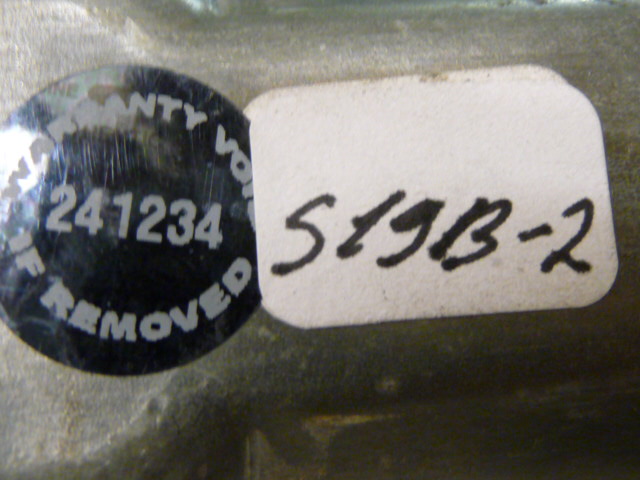 WARRANTY VOID
241234
IF REMOVED
S19B-2